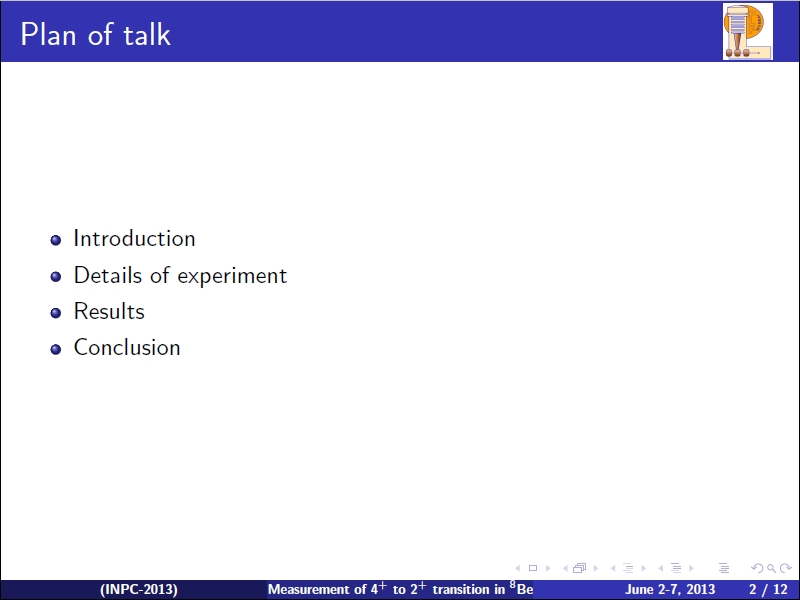 Plan of talk
Introduction
Details of experiment
Results
Conclusion
(INPC-2013) Measurement of 4⁺ to 2⁺ transition in ⁸Be June 2-7, 2013 2 / 12